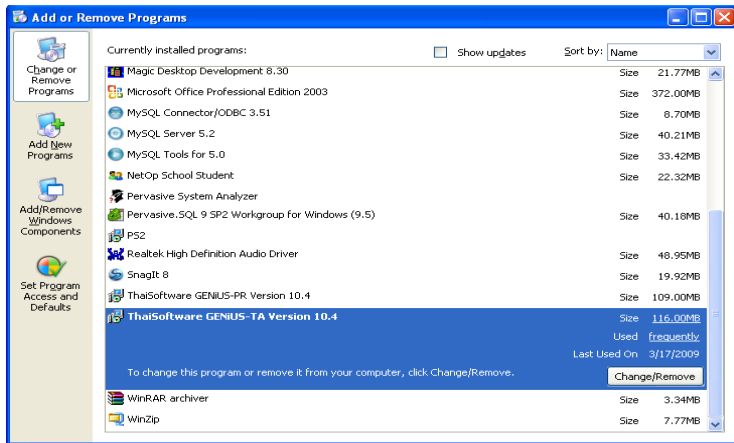 Add or Remove Programs
Change or
Remove
Programs
Add New
Programs
Add/Remove
Windows
Components
Set Program
Access and
Defaults
Currently installed programs:
Show updates
Sort by: Name
Magic Desktop Development 8.30 Size 21.77MB
Microsoft Office Professional Edition 2003 Size 372.00MB
MySQL Connector/ODBC 3.51 Size 8.70MB
MySQL Server 5.2 Size 40.21MB
MySQL Tools for 5.0 Size 33.42MB
NetOp School Student Size 22.32MB
Pervasive System Analyzer
Pervasive.SQL 9 SP2 Workgroup for Windows (9.5) Size 40.18MB
PS2
Realtek High Definition Audio Driver Size 48.95MB
SnagIt 8 Size 19.92MB
ThaiSoftware GENiUS-PR Version 10.4 Size 109.00MB
ThaiSoftware GENiUS-TA Version 10.4 Size 116.00MB
Used frequently
Last Used On 3/17/2009
To change this program or remove it from your computer, click Change/Remove.
Change/Remove
WinRAR archiver Size 3.34MB
WinZip Size 7.77MB